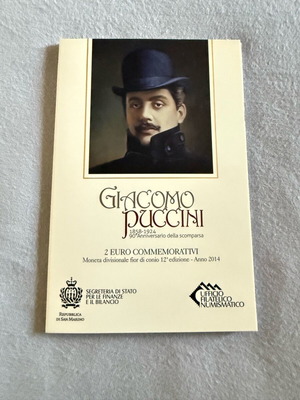 GIACOMO
PUCCINI
1858-1924
90°Anniversario della scomparsa
2 EURO COMMEMORATIVI
Moneta divisionale fior di conio 12ª edizione - Anno 2014
REPUBBLICA
DI SAN MARINO
SEGRETERIA DI STATO
PER LE FINANZE
E IL BILANCIO
UFFICIO
FILATELICO
NUMISMATICO